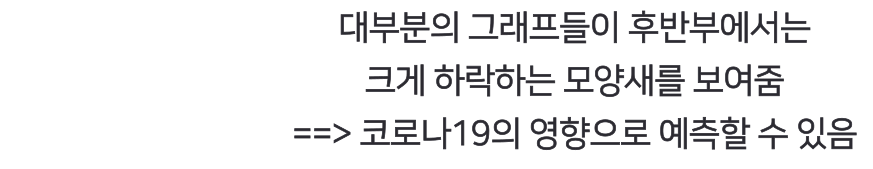 대부분의 그래프들이 후반부에서는
크게 하락하는 모양새를 보여줌
==> 코로나19의 영향으로 예측할 수 있음